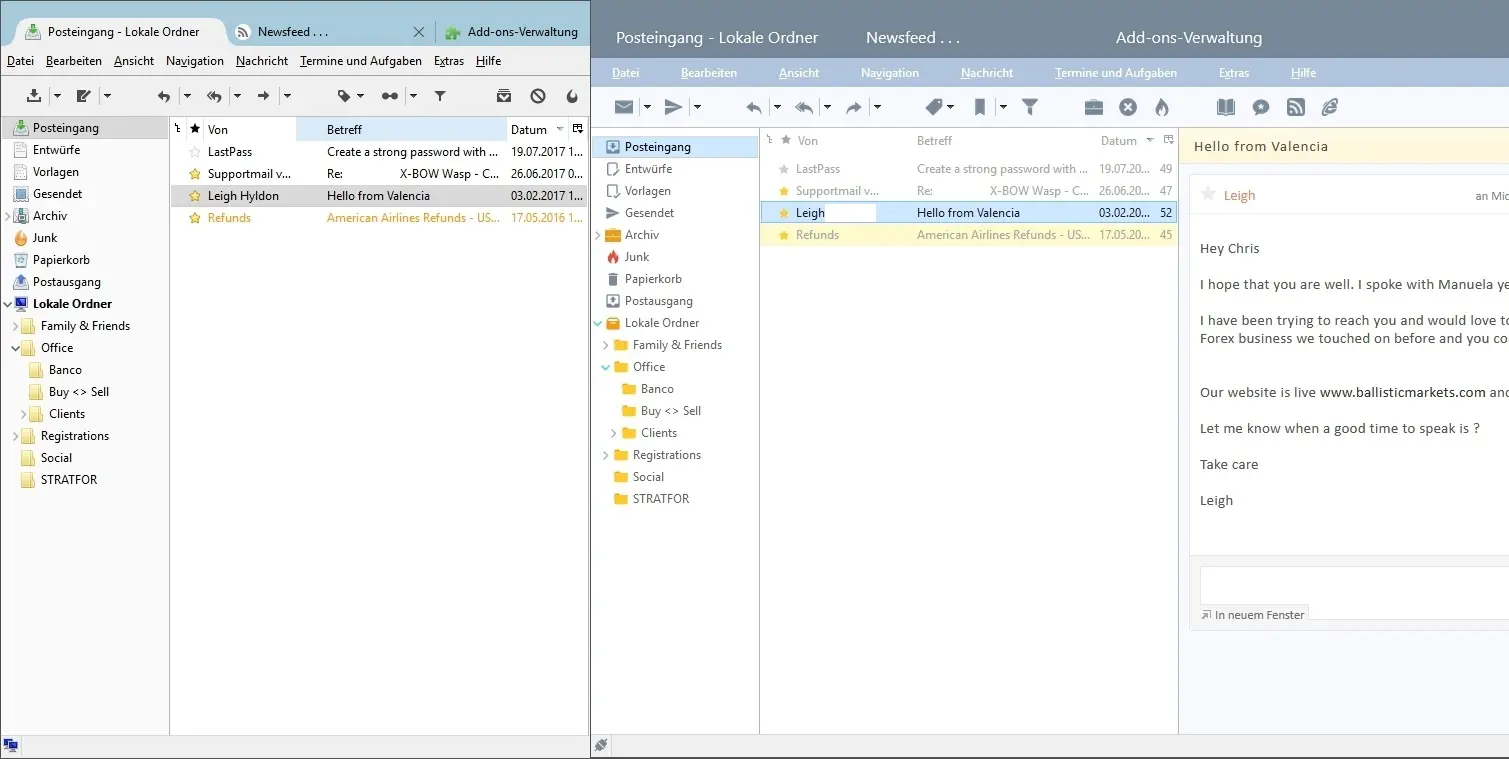 Posteingang - Lokale Ordner Newsfeed . . . Add-ons-Verwaltung
Datei Bearbeiten Ansicht Navigation Nachricht Termine und Aufgaben Extras Hilfe
Posteingang
Entwürfe
Vorlagen
Gesendet
Archiv
Junk
Papierkorb
Postausgang
Lokale Ordner
Family & Friends
Office
Banco
Buy <> Sell
Clients
Registrations
Social
STRATFOR
Von Betreff Datum
LastPass Create a strong password with ... 19.07.2017 1...
Supportmail v... Re: X-BOW Wasp - C... 26.06.2017 0...
Leigh Hyldon Hello from Valencia 03.02.2017 1...
Refunds American Airlines Refunds - US... 17.05.2016 1...
Posteingang - Lokale Ordner Newsfeed . . . Add-ons-Verwaltung
Datei Bearbeiten Ansicht Navigation Nachricht Termine und Aufgaben Extras Hilfe
Posteingang
Entwürfe
Vorlagen
Gesendet
Archiv
Junk
Papierkorb
Postausgang
Lokale Ordner
Family & Friends
Office
Banco
Buy <> Sell
Clients
Registrations
Social
STRATFOR
Von Betreff Datum
LastPass Create a strong password with ... 19.07.20... 49
Supportmail v... Re: X-BOW Wasp - C... 26.06.20... 47
Leigh Hello from Valencia 03.02.20... 52
Refunds American Airlines Refunds - US... 17.05.20... 45
Hello from Valencia
Leigh an Mic
Hey Chris
I hope that you are well. I spoke with Manuela ye
I have been trying to reach you and would love to
Forex business we touched on before and you co
Our website is live www.ballisticmarkets.com and
Let me know when a good time to speak is ?
Take care
Leigh
In neuem Fenster